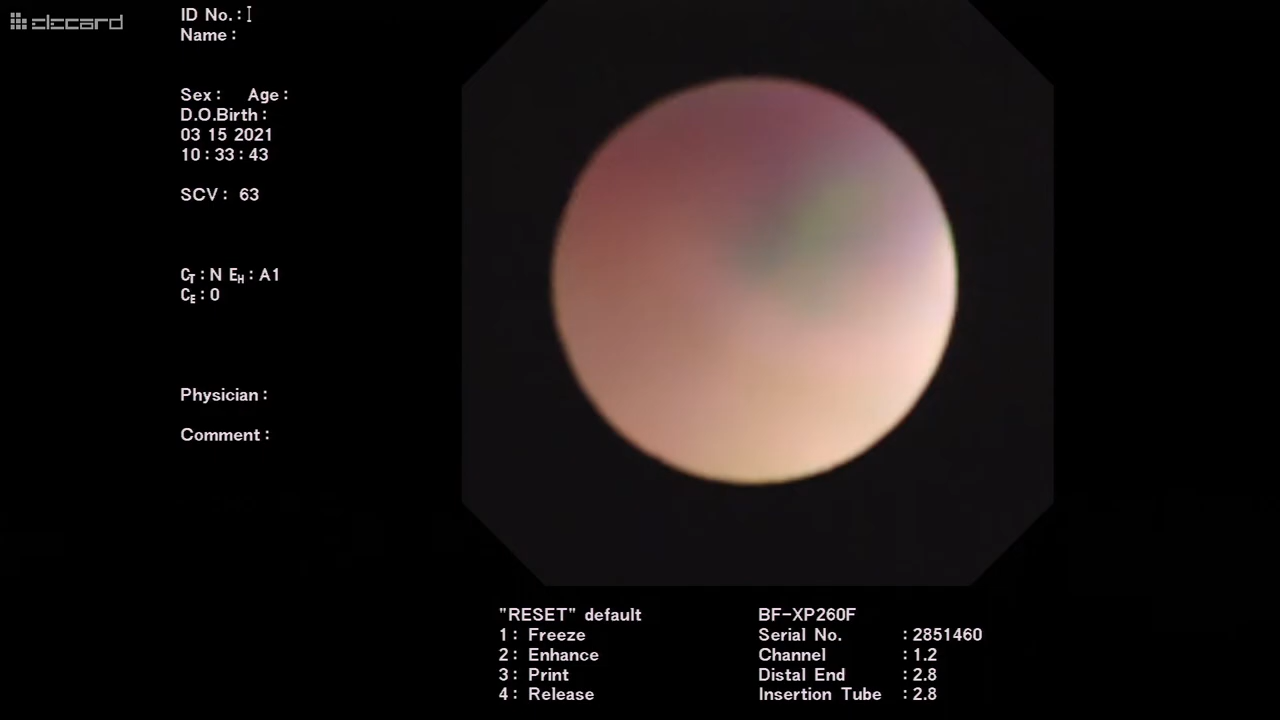 elecard
ID No.:
Name:
Sex: Age:
D.O.Birth:
03 15 2021
10:33:43
SCV: 63
CT:N EH:A1
CE:0
Physician:
Comment:
"RESET" default
1: Freeze
2: Enhance
3: Print
4: Release
BF-XP260F
Serial No. :2851460
Channel :1.2
Distal End :2.8
Insertion Tube :2.8